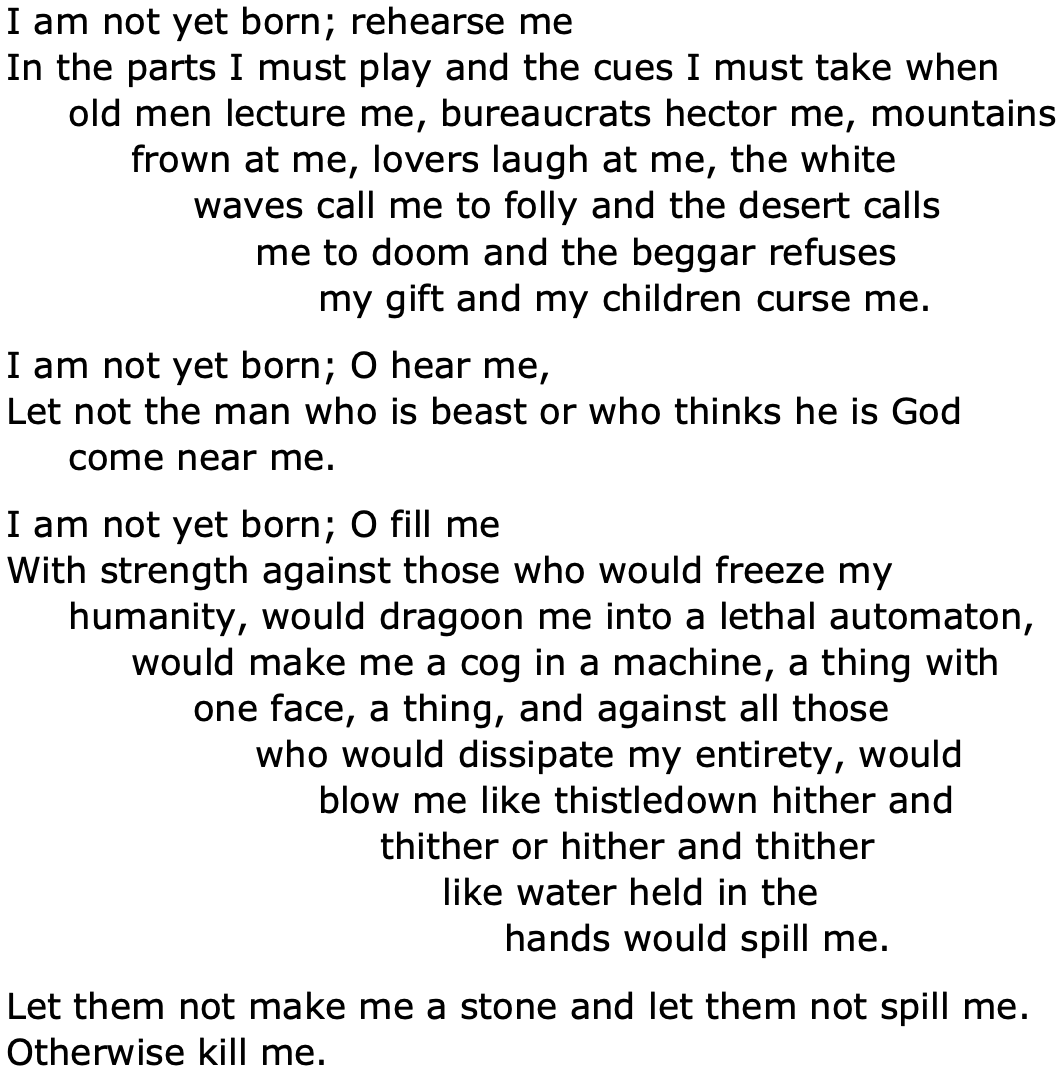 I am not yet born; rehearse me
In the parts I must play and the cues I must take when
old men lecture me, bureaucrats hector me, mountains
frown at me, lovers laugh at me, the white
waves call me to folly and the desert calls
me to doom and the beggar refuses
my gift and my children curse me.
I am not yet born; O hear me,
Let not the man who is beast or who thinks he is God
come near me.
I am not yet born; O fill me
With strength against those who would freeze my
humanity, would dragoon me into a lethal automaton,
would make me a cog in a machine, a thing with
one face, a thing, and against all those
who would dissipate my entirety, would
blow me like thistledown hither and
thither or hither and thither
like water held in the
hands would spill me.
Let them not make me a stone and let them not spill me.
Otherwise kill me.